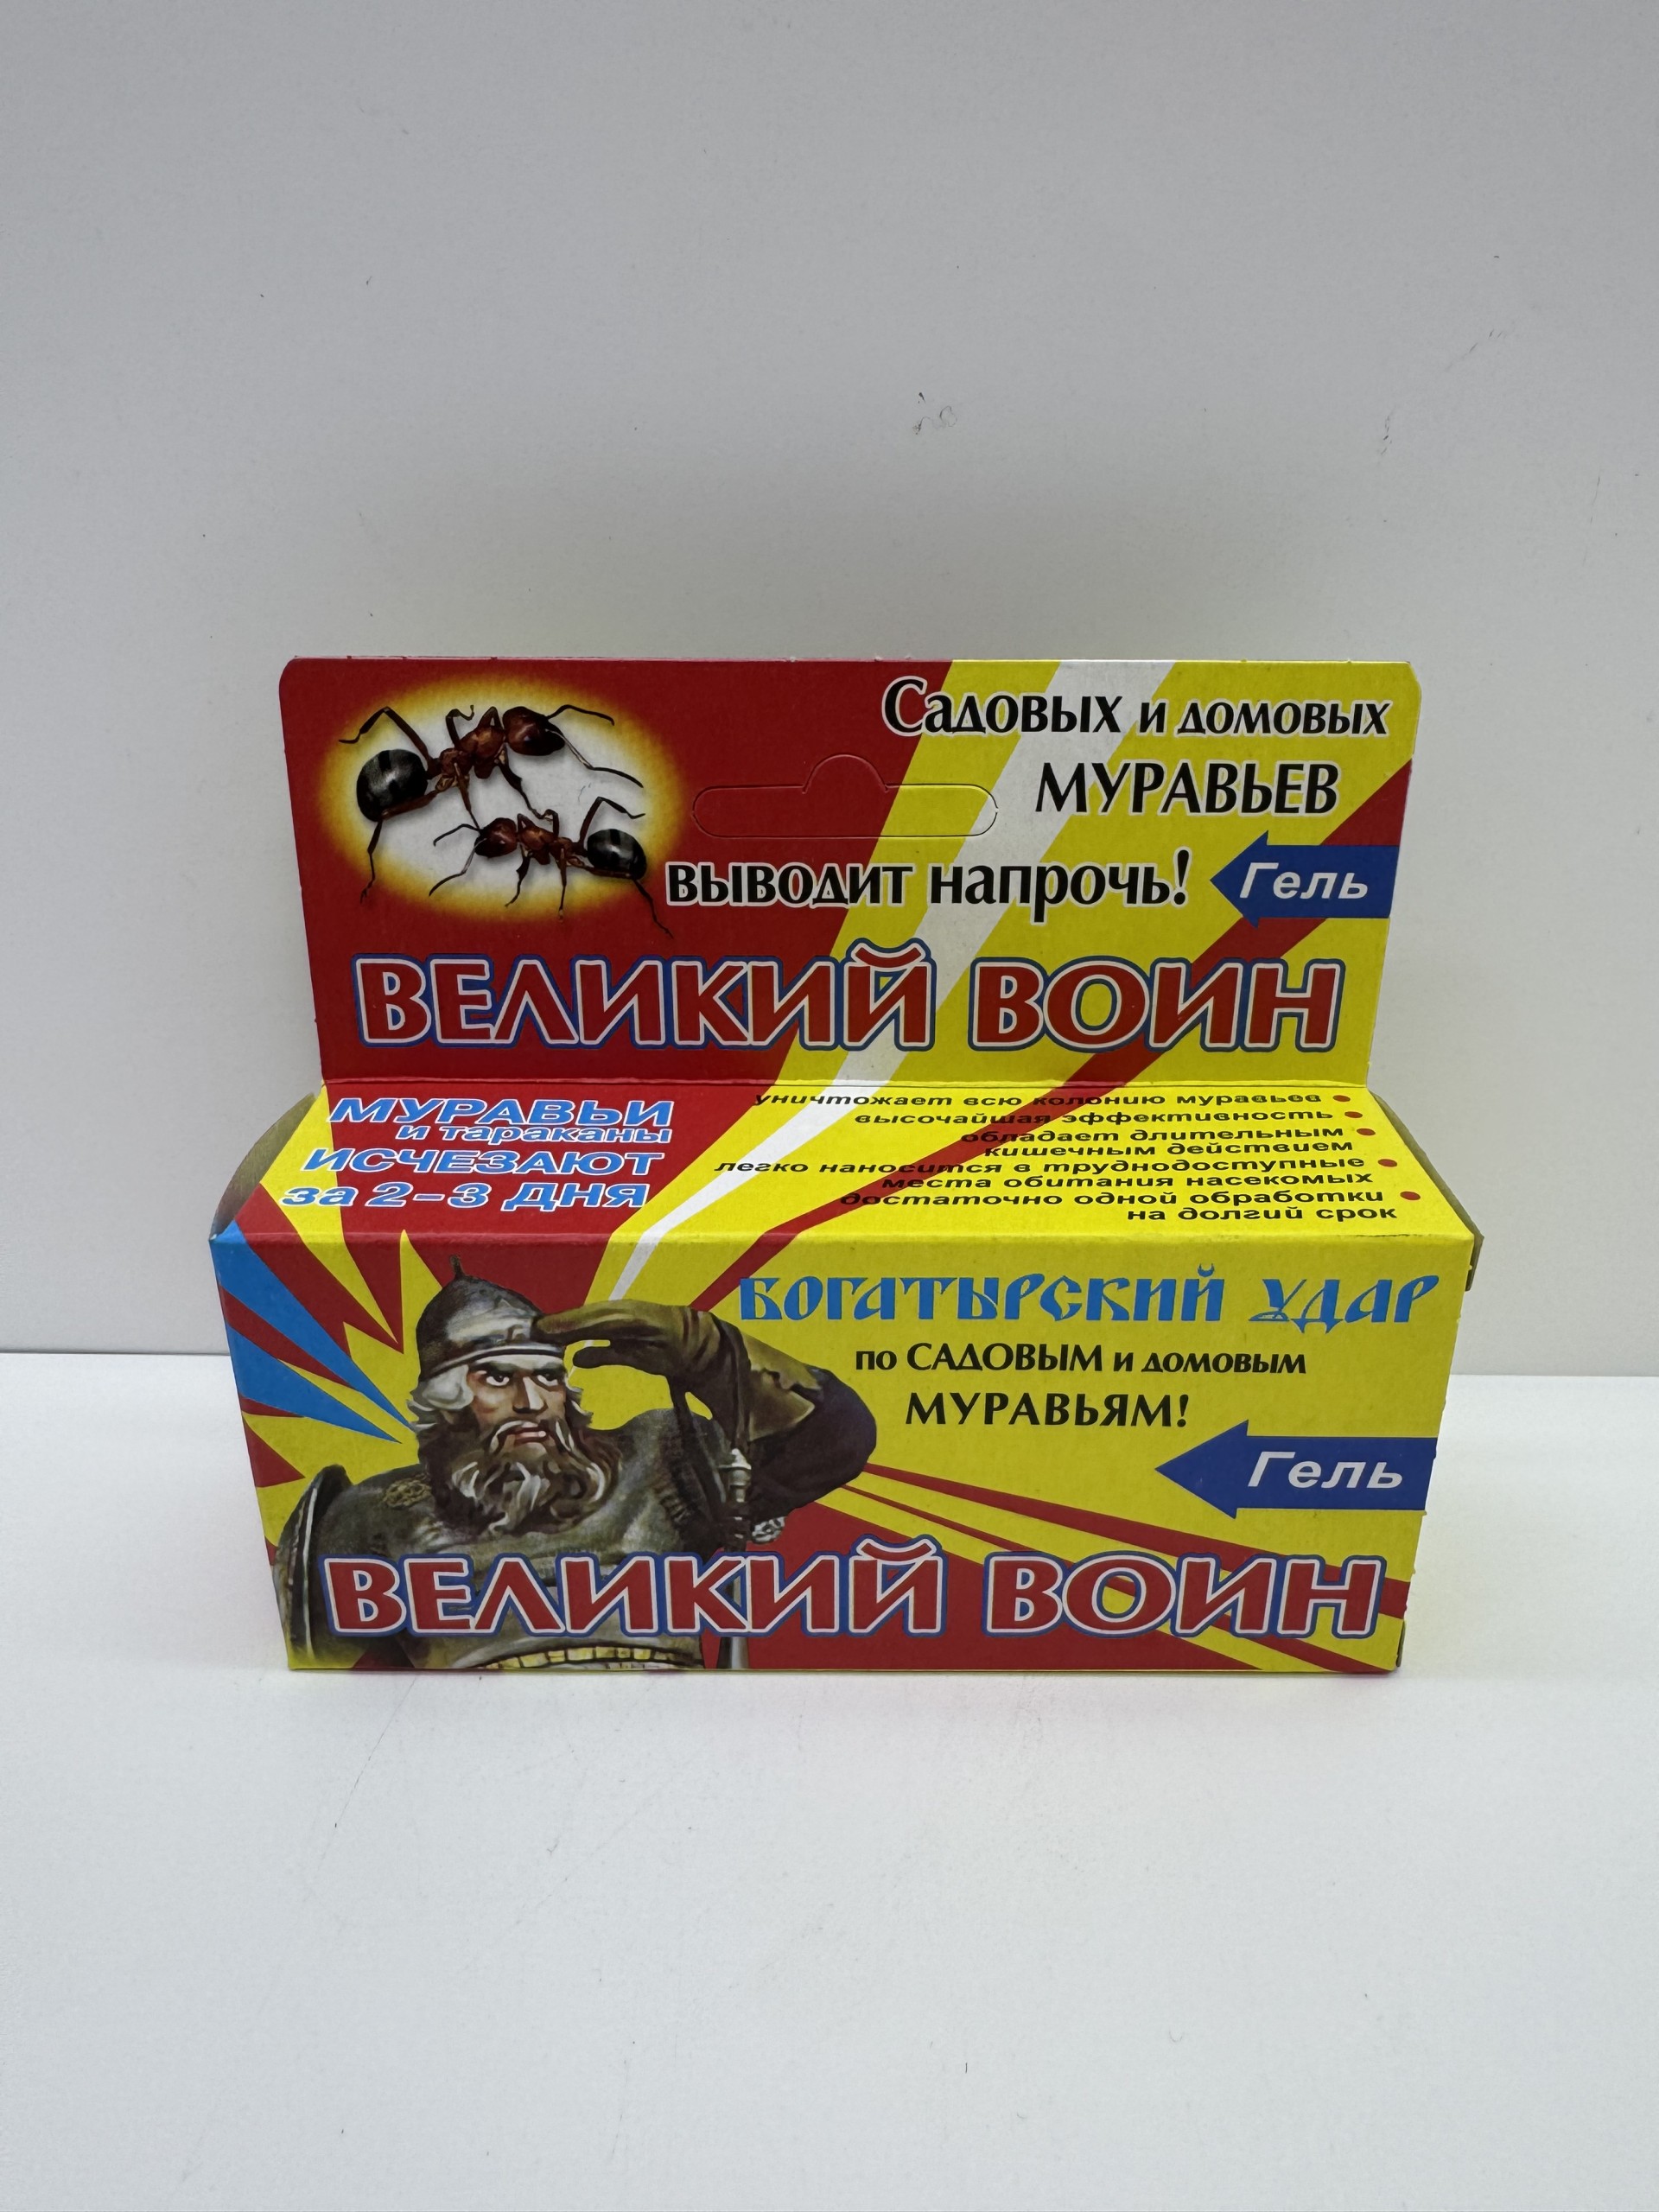 Садовых и домовых
МУРАВЬЕВ
выводит напрочь!
Гель
ВЕЛИКИЙ ВОИН
МУРАВЬИ
и тараканы
ИСЧЕЗАЮТ
за 2-3 ДНЯ
уничтожает всю колонию муравьев •
высочайшая эффективность •
обладает длительным •
кишечным действием
легко наносится в труднодоступные •
места обитания насекомых
достаточно одной обработки •
на долгий срок
БОГАТЫРСКИЙ УДАР
по САДОВЫМ и домовым
МУРАВЬЯМ!
Гель
ВЕЛИКИЙ ВОИН